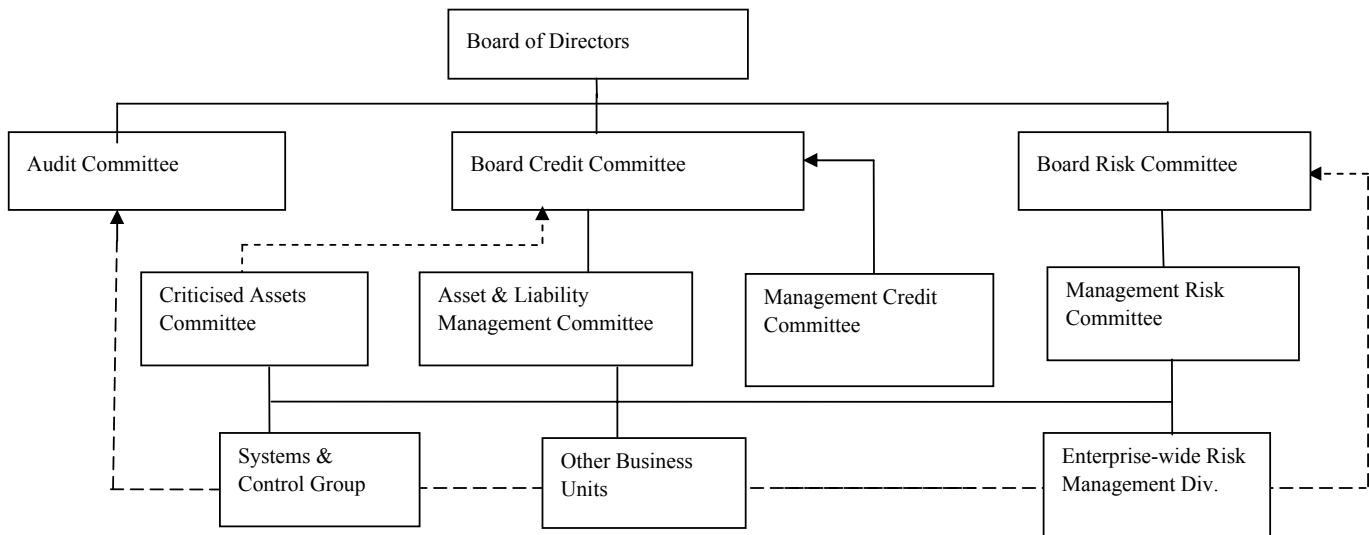 Board of Directors
Audit Committee
Board Credit Committee
Board Risk Committee
Criticised Assets
Committee
Asset & Liability
Management Committee
Management Credit
Committee
Management Risk
Committee
Systems &
Control Group
Other Business
Units
Enterprise-wide Risk
Management Div.